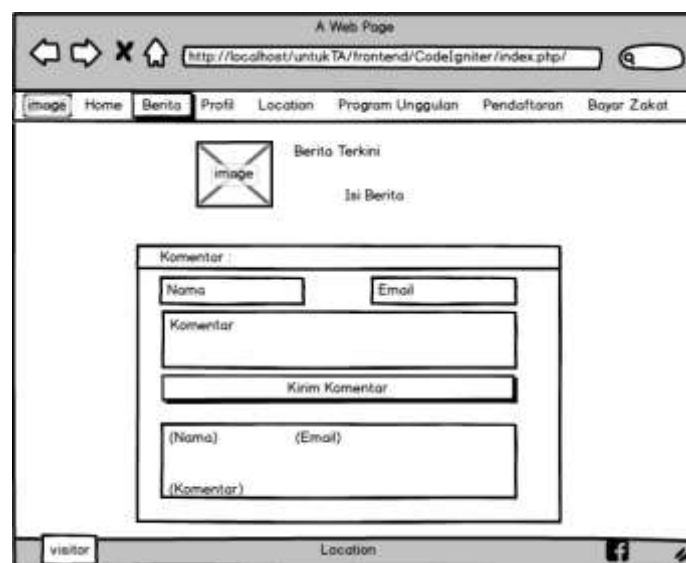 A Web Page
http://localhost/untukTA/frontend/CodeIgniter/index.php/
image Home Berita Profil Location Program Unggulan Pendaftaran Bayar Zakat
image
Berita Terkini
Isi Berita
Komentar :
Nama Email
Komentar
Kirim Komentar
(Nama) (Email)
(Komentar)
visitor Location f